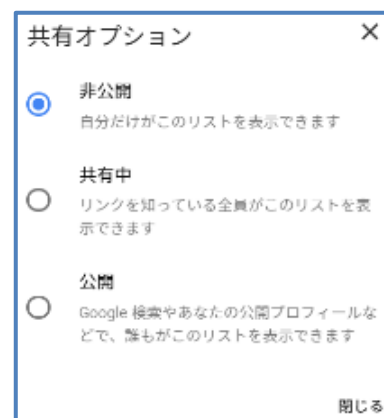 共有オプション
非公開
自分だけがこのリストを表示できます
共有中
リンクを知っている全員がこのリストを表
示できます
公開
Google 検索やあなたの公開プロフィールな
どで、誰もがこのリストを表示できます
閉じる